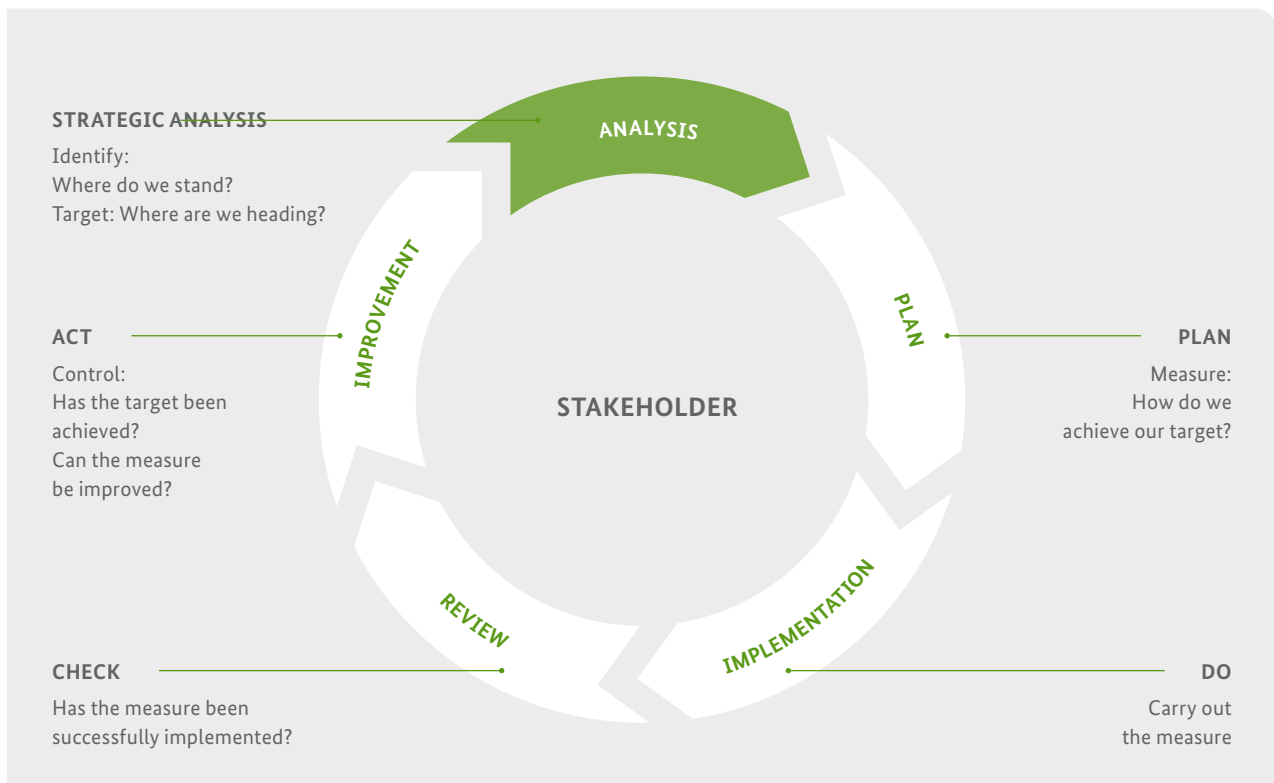 STRATEGIC ANALYSIS
Identify:
Where do we stand?
Target: Where are we heading?
ANALYSIS
PLAN
PLAN
Measure:
How do we
achieve our target?
IMPROVEMENT
ACT
Control:
Has the target been
achieved?
Can the measure
be improved?
STAKEHOLDER
REVIEW
CHECK
Has the measure been
successfully implemented?
IMPLEMENTATION
DO
Carry out
the measure